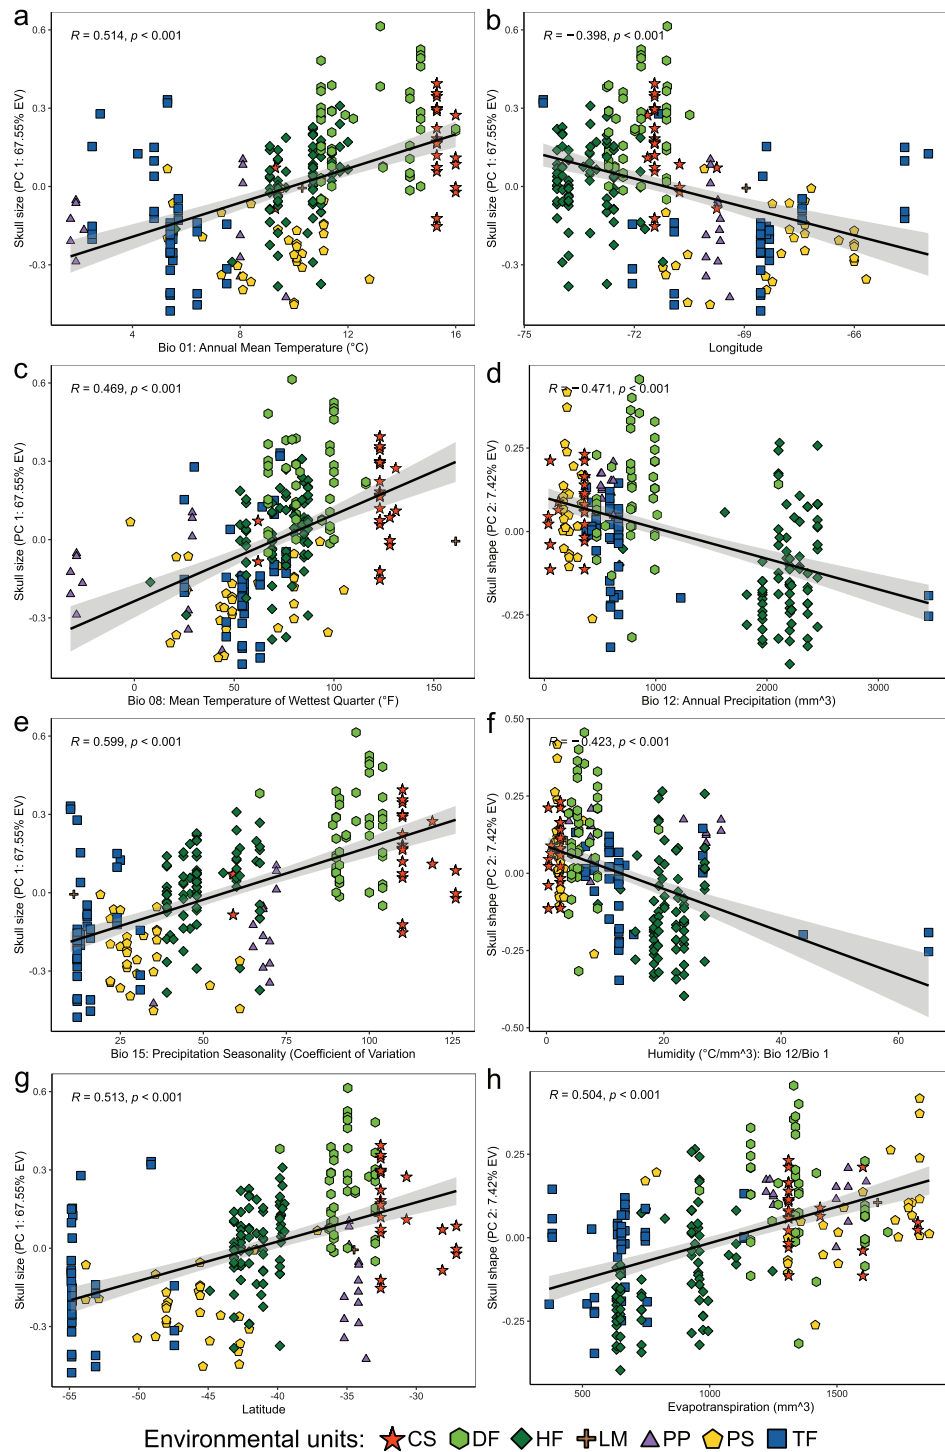 a
R = 0.514, p < 0.001
Skull size (PC 1: 67.55% EV)
0.6
0.3
0.0
-0.3
4
8
12
16
Bio 01: Annual Mean Temperature (°C)
b
R = −0.398, p < 0.001
Skull size (PC 1: 67.55% EV)
0.6
0.3
0.0
-0.3
-75
-72
-69
-66
Longitude
c
R = 0.469, p < 0.001
Skull size (PC 1: 67.55% EV)
0.6
0.3
0.0
-0.3
0
50
100
150
Bio 08: Mean Temperature of Wettest Quarter (°F)
d
R = −0.471, p < 0.001
Skull shape (PC 2: 7.42% EV)
0.25
0.00
-0.25
0
1000
2000
3000
Bio 12: Annual Precipitation (mm^3)
e
R = 0.599, p < 0.001
Skull size (PC 1: 67.55% EV)
0.6
0.3
0.0
-0.3
25
50
75
100
125
Bio 15: Precipitation Seasonality (Coefficient of Variation
f
R = −0.423, p < 0.001
Skull shape (PC 2: 7.42% EV)
0.50
0.25
0.00
-0.25
-0.50
0
20
40
60
Humidity (°C/mm^3): Bio 12/Bio 1
g
R = 0.513, p < 0.001
Skull size (PC 1: 67.55% EV)
0.6
0.3
0.0
-0.3
-55
-50
-45
-40
-35
-30
Latitude
h
R = 0.504, p < 0.001
Skull shape (PC 2: 7.42% EV)
0.25
0.00
-0.25
500
1000
1500
Evapotranspiration (mm^3)
Environmental units: CS DF HF LM PP PS TF